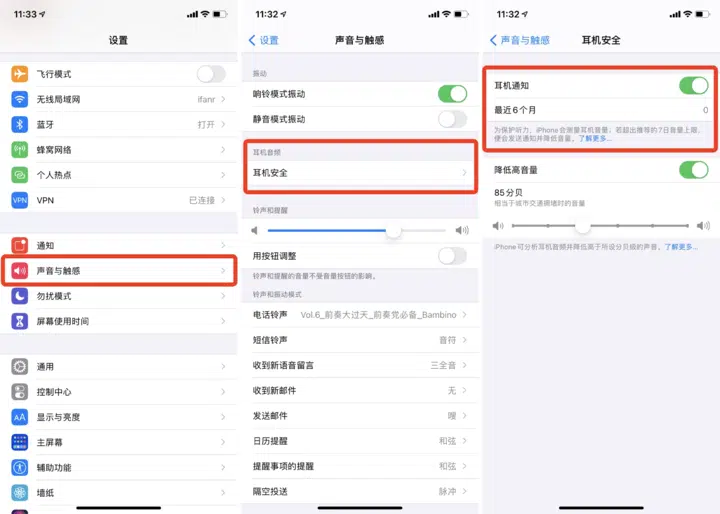 11:33
设置
飞行模式
无线局域网 ifanr
蓝牙 打开
蜂窝网络
个人热点
VPN VPN 已连接
通知
声音与触感
勿扰模式
屏幕使用时间
通用
控制中心
AA 显示与亮度
主屏幕
辅助功能
墙纸
11:32
设置 声音与触感
振动
响铃模式振动
静音模式振动
耳机音频
耳机安全
铃声和提醒
用按钮调整
铃声和提醒的音量不受音量按钮的影响。
铃声和振动模式
电话铃声 Vol.6_前奏大过天_前奏党必备_Bambino
短信铃声 音符
收到新语音留言 三全音
收到新邮件 无
发送邮件 嗖
日历提醒 和弦
提醒事项的提醒 和弦
隔空投送 脉冲
11:32
声音与触感 耳机安全
耳机通知
最近6个月 0
为保护听力，iPhone会测量耳机音量；若超出推荐的7日音量上限，
便会发送通知并降低音量。了解更多...
降低高音量
85分贝
相当于城市交通拥堵时的音量
iPhone可分析耳机音频并降低高于所设分贝级的声音。了解更多...